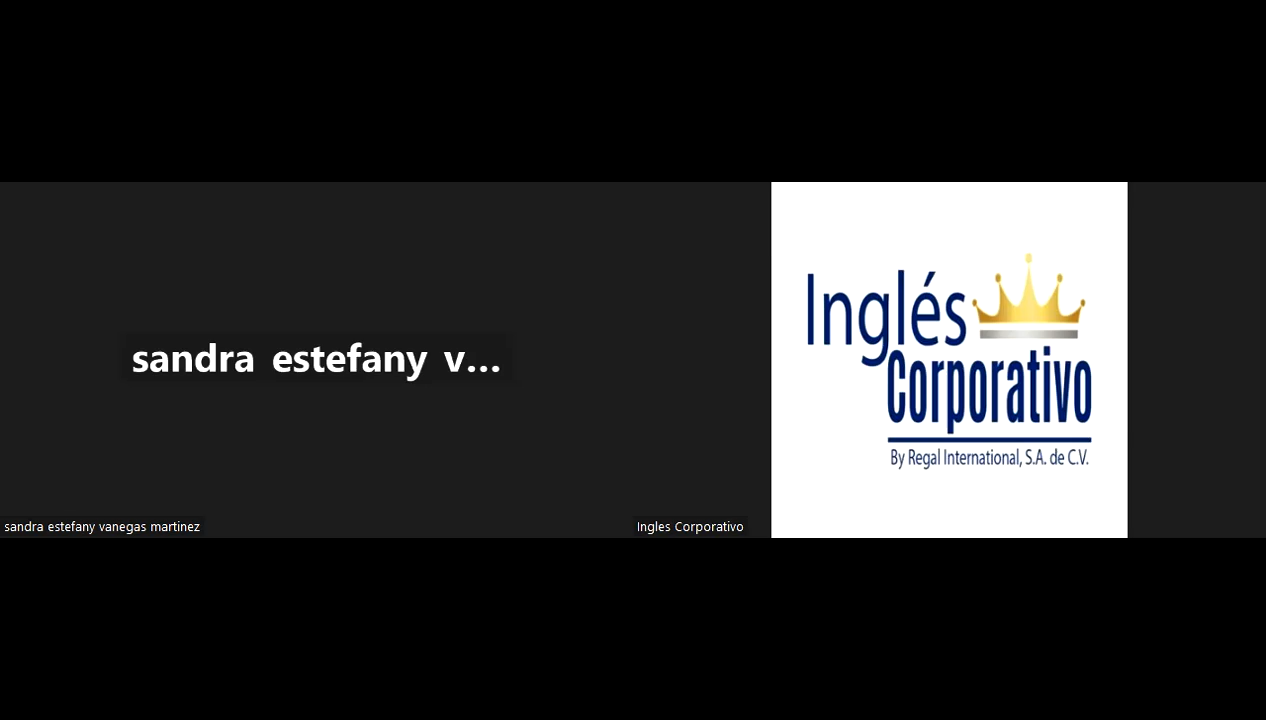 sandra estefany v...
sandra estefany vanegas martinez
Inglés
Corporativo
By Regal International, S.A. de C.V.
Ingles Corporativo